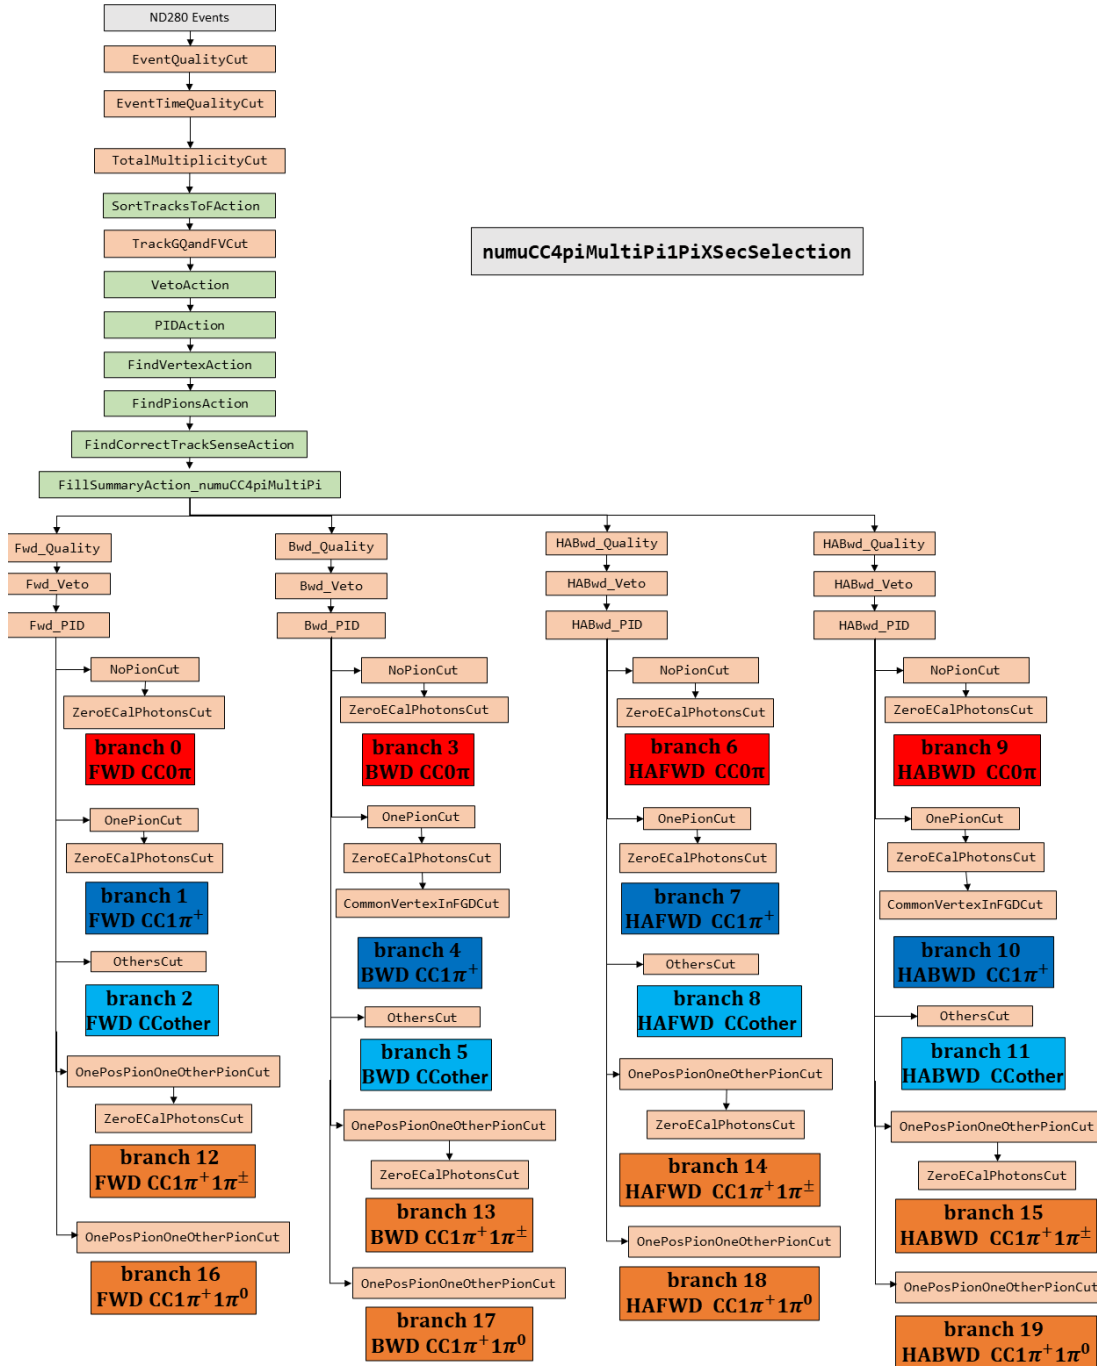 ND280 Events
EventQualityCut
EventTimeQualityCut
TotalMultiplicityCut
SortTracksToFAction
TrackGQandFVCut
numuCC4piMultiPi1PiXSecSelection
VetoAction
PIDAction
FindVertexAction
FindPionsAction
FindCorrectTrackSenseAction
FillSummaryAction_numuCC4piMultiPi
Fwd_Quality
Fwd_Veto
Fwd_PID
NoPionCut
ZeroECalPhotonsCut
branch 0
FWD CC0π
OnePionCut
ZeroECalPhotonsCut
branch 1
FWD CC1π⁺
OthersCut
branch 2
FWD CCother
OnePosPionOneOtherPionCut
ZeroECalPhotonsCut
branch 12
FWD CC1π⁺1π±
OnePosPionOneOtherPionCut
branch 16
FWD CC1π⁺1π⁰
Bwd_Quality
Bwd_Veto
Bwd_PID
NoPionCut
ZeroECalPhotonsCut
branch 3
BWD CC0π
OnePionCut
ZeroECalPhotonsCut
CommonVertexInFGDCut
branch 4
BWD CC1π⁺
OthersCut
branch 5
BWD CCother
OnePosPionOneOtherPionCut
ZeroECalPhotonsCut
branch 13
BWD CC1π⁺1π±
OnePosPionOneOtherPionCut
branch 17
BWD CC1π⁺1π⁰
HABwd_Quality
HABwd_Veto
HABwd_PID
NoPionCut
ZeroECalPhotonsCut
branch 6
HAFWD CC0π
OnePionCut
ZeroECalPhotonsCut
branch 7
HAFWD CC1π⁺
OthersCut
branch 8
HAFWD CCother
OnePosPionOneOtherPionCut
ZeroECalPhotonsCut
branch 14
HAFWD CC1π⁺1π±
OnePosPionOneOtherPionCut
branch 18
HAFWD CC1π⁺1π⁰
HABwd_Quality
HABwd_Veto
HABwd_PID
NoPionCut
ZeroECalPhotonsCut
branch 9
HABWD CC0π
OnePionCut
ZeroECalPhotonsCut
CommonVertexInFGDCut
branch 10
HABWD CC1π⁺
OthersCut
branch 11
HABWD CCother
OnePosPionOneOtherPionCut
ZeroECalPhotonsCut
branch 15
HABWD CC1π⁺1π±
OnePosPionOneOtherPionCut
branch 19
HABWD CC1π⁺1π⁰